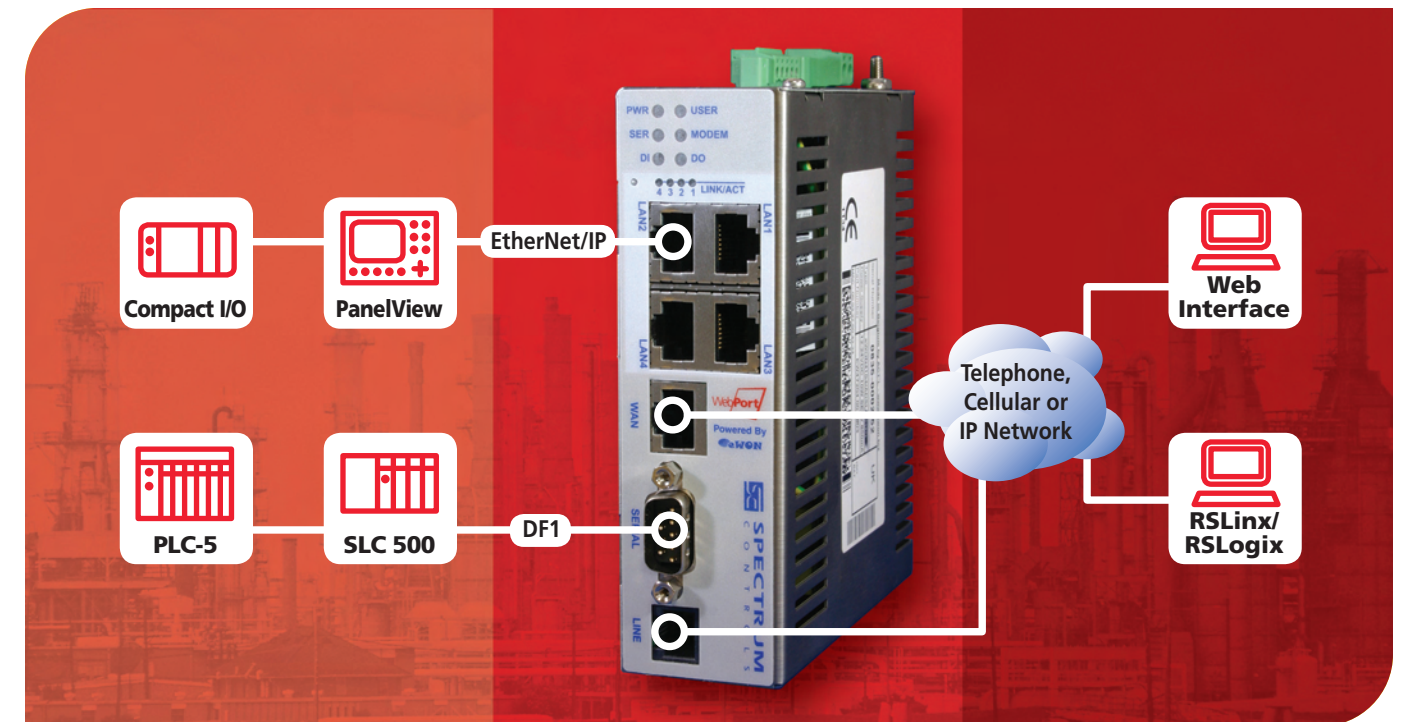 PWR USER
SER MODEM
DI DO
4 3 2 1 LINK/ACT
LAN2
LAN1
LAN4
LAN3
WAN
WebPort
Powered By
eWON
SERIAL
SPECTRUM
CONTROLS
LINE
CE
Compact I/O
PanelView
EtherNet/IP
PLC-5
SLC 500
DF1
Telephone,
Cellular or
IP Network
Web
Interface
RSLinx/
RSLogix